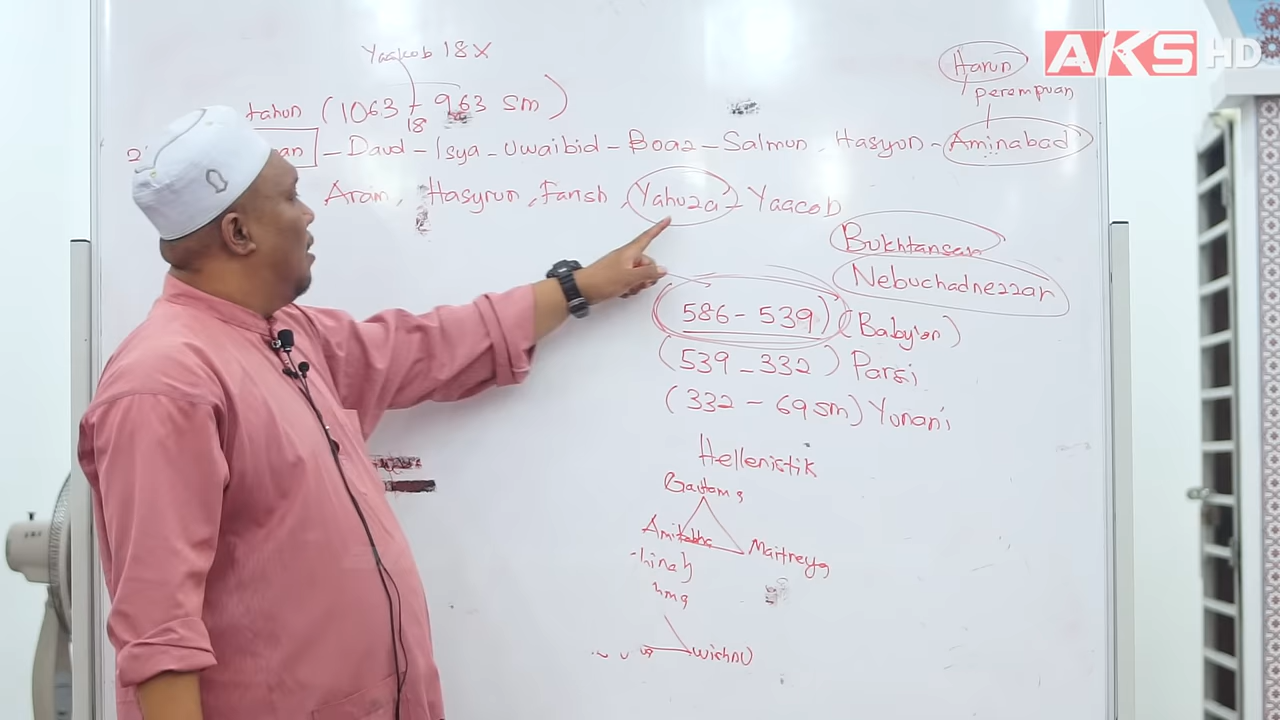 Yaakob 18X
AKS HD
Harun
perempuan
tahun (1063 - 963 sm)
18
an - Daud - Isya - Uwaibid - Boaz - Salmun, Hasyun - Aminabad
Aram, Hasyrun, Farish, Yahuza - Yaacob
Bukhtansar
Nebuchadnezzar
(586 - 539) (Babylon)
(539 - 332) Parsi
(332 - 69 sm) Yunani
Hellenistik
Gautama
Maitreya
Wishnu